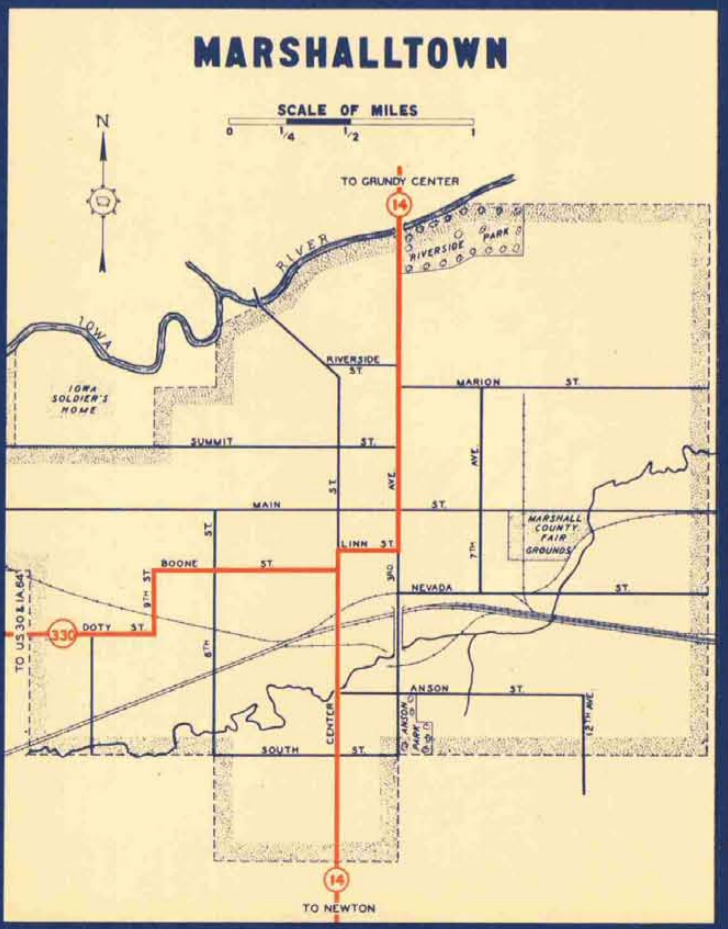 MARSHALLTOWN
SCALE OF MILES
0 1/4 1/2 1
N
TO GRUNDY CENTER
14
RIVERSIDE PARK
IOWA RIVER
RIVERSIDE ST.
IOWA
SOLDIER'S
HOME
MARION ST.
SUMMIT ST.
7TH AVE.
3RD AVE.
MAIN ST.
MARSHALL
COUNTY
FAIR
GROUNDS
LINN ST.
BOONE ST.
9TH ST.
6TH ST.
NEVADA ST.
TO US 30 & IA. 64
330
DOTY ST.
ANSON ST.
CENTER ST.
ANSON
PARK
12TH AVE.
SOUTH ST.
14
TO NEWTON